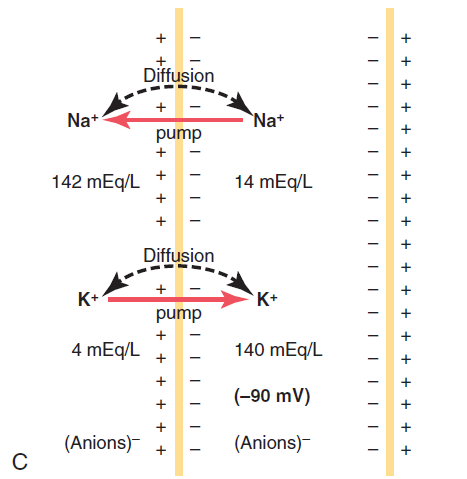 Diffusion
Na+ Na+
pump
142 mEq/L 14 mEq/L
Diffusion
K+ K+
pump
4 mEq/L 140 mEq/L
(–90 mV)
(Anions)– (Anions)–
C